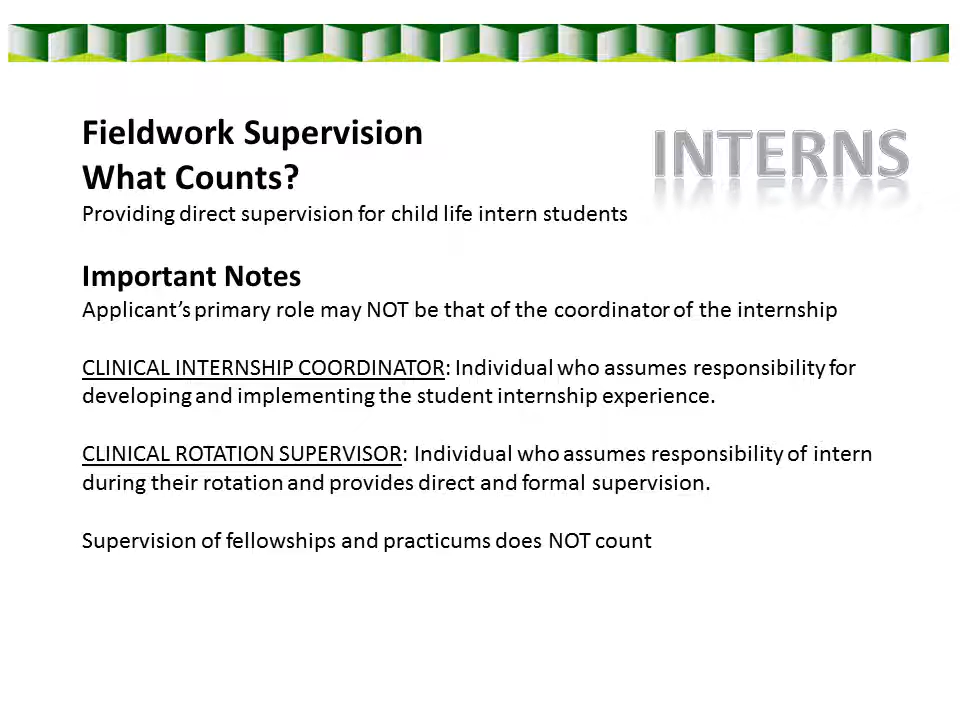 Fieldwork Supervision
INTERNS
What Counts?
Providing direct supervision for child life intern students
Important Notes
Applicant’s primary role may NOT be that of the coordinator of the internship
CLINICAL INTERNSHIP COORDINATOR: Individual who assumes responsibility for
developing and implementing the student internship experience.
CLINICAL ROTATION SUPERVISOR: Individual who assumes responsibility of intern
during their rotation and provides direct and formal supervision.
Supervision of fellowships and practicums does NOT count